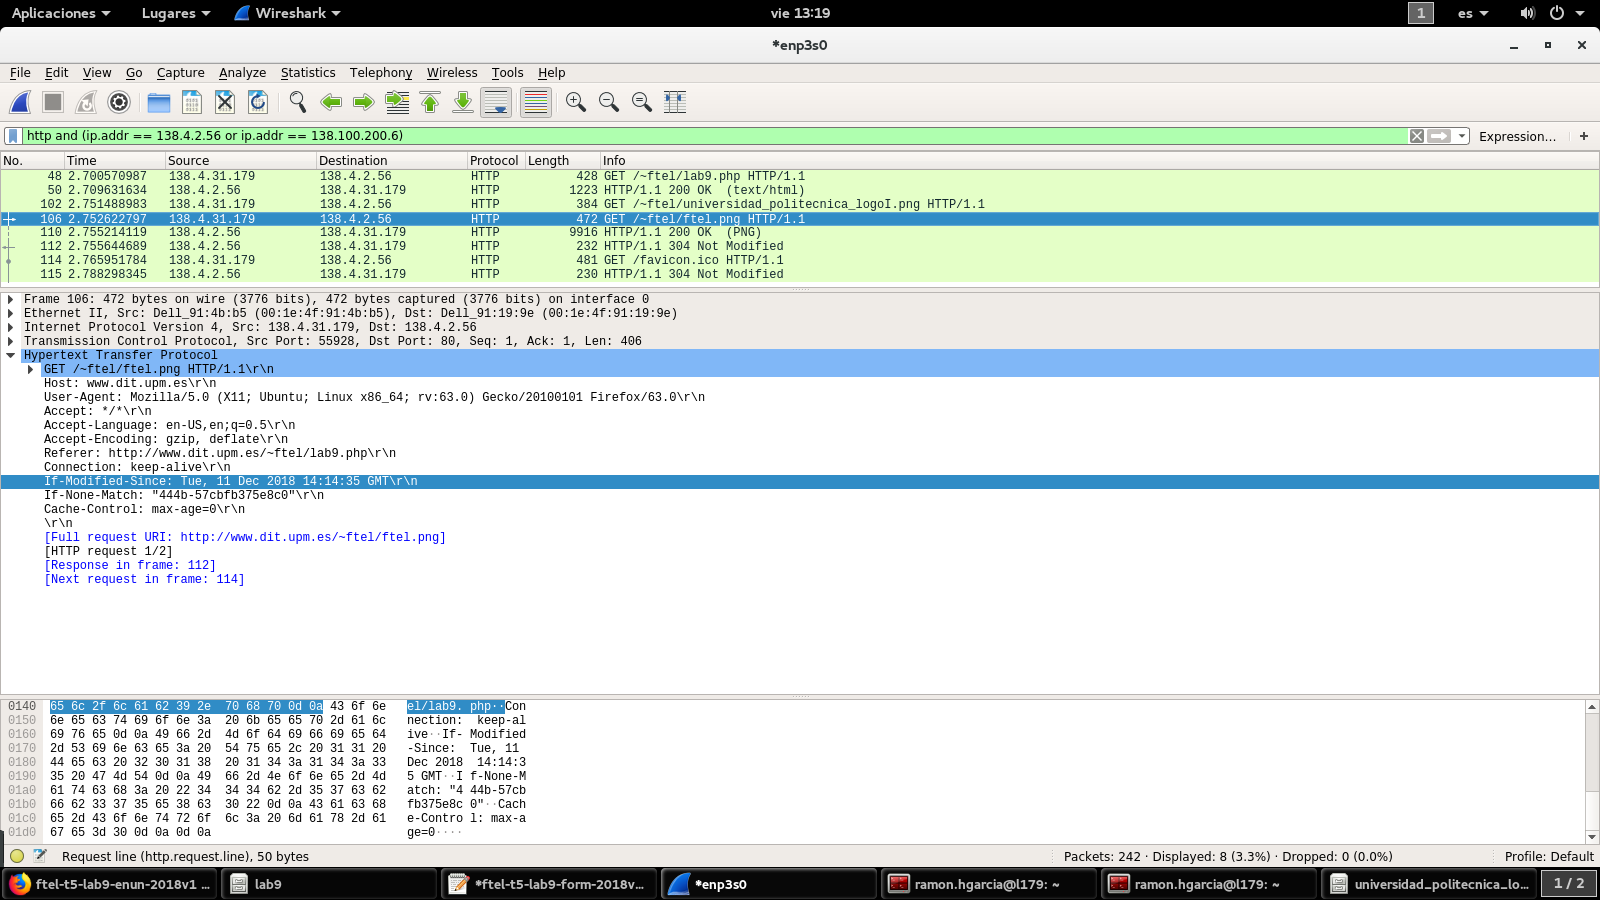 Aplicaciones Lugares Wireshark vie 13:19 1 es
*enp3s0
File Edit View Go Capture Analyze Statistics Telephony Wireless Tools Help
http and (ip.addr == 138.4.2.56 or ip.addr == 138.100.200.6) Expression... +
No. Time Source Destination Protocol Length Info
48 2.700570987 138.4.31.179 138.4.2.56 HTTP 428 GET /~ftel/lab9.php HTTP/1.1
50 2.709631634 138.4.2.56 138.4.31.179 HTTP 1223 HTTP/1.1 200 OK (text/html)
102 2.751488983 138.4.31.179 138.4.2.56 HTTP 384 GET /~ftel/universidad_politecnica_logoI.png HTTP/1.1
106 2.752622797 138.4.31.179 138.4.2.56 HTTP 472 GET /~ftel/ftel.png HTTP/1.1
110 2.755214119 138.4.2.56 138.4.31.179 HTTP 9916 HTTP/1.1 200 OK (PNG)
112 2.755644689 138.4.2.56 138.4.31.179 HTTP 232 HTTP/1.1 304 Not Modified
114 2.765951784 138.4.31.179 138.4.2.56 HTTP 481 GET /favicon.ico HTTP/1.1
115 2.788298345 138.4.2.56 138.4.31.179 HTTP 230 HTTP/1.1 304 Not Modified
Frame 106: 472 bytes on wire (3776 bits), 472 bytes captured (3776 bits) on interface 0
Ethernet II, Src: Dell_91:4b:b5 (00:1e:4f:91:4b:b5), Dst: Dell_91:19:9e (00:1e:4f:91:19:9e)
Internet Protocol Version 4, Src: 138.4.31.179, Dst: 138.4.2.56
Transmission Control Protocol, Src Port: 55928, Dst Port: 80, Seq: 1, Ack: 1, Len: 406
Hypertext Transfer Protocol
GET /~ftel/ftel.png HTTP/1.1\r\n
Host: www.dit.upm.es\r\n
User-Agent: Mozilla/5.0 (X11; Ubuntu; Linux x86_64; rv:63.0) Gecko/20100101 Firefox/63.0\r\n
Accept: */*\r\n
Accept-Language: en-US,en;q=0.5\r\n
Accept-Encoding: gzip, deflate\r\n
Referer: http://www.dit.upm.es/~ftel/lab9.php\r\n
Connection: keep-alive\r\n
If-Modified-Since: Tue, 11 Dec 2018 14:14:35 GMT\r\n
If-None-Match: "444b-57cbfb375e8c0"\r\n
Cache-Control: max-age=0\r\n
\r\n
[Full request URI: http://www.dit.upm.es/~ftel/ftel.png]
[HTTP request 1/2]
[Response in frame: 112]
[Next request in frame: 114]
0140 65 6c 2f 6c 61 62 39 2e 70 68 70 0d 0a 43 6f 6e el/lab9. php··Con
0150 6e 65 63 74 69 6f 6e 3a 20 6b 65 65 70 2d 61 6c nection: keep-al
0160 69 76 65 0d 0a 49 66 2d 4d 6f 64 69 66 69 65 64 ive··If- Modified
0170 2d 53 69 6e 63 65 3a 20 54 75 65 2c 20 31 31 20 -Since: Tue, 11
0180 44 65 63 20 32 30 31 38 20 31 34 3a 31 34 3a 33 Dec 2018 14:14:3
0190 35 20 47 4d 54 0d 0a 49 66 2d 4e 6f 6e 65 2d 4d 5 GMT··I f-None-M
01a0 61 74 63 68 3a 20 22 34 34 34 62 2d 35 37 63 62 atch: "4 44b-57cb
01b0 66 62 33 37 35 65 38 63 30 22 0d 0a 43 61 63 68 fb375e8c 0"··Cach
01c0 65 2d 43 6f 6e 74 72 6f 6c 3a 20 6d 61 78 2d 61 e-Contro l: max-a
01d0 67 65 3d 30 0d 0a 0d 0a ge=0····
Request line (http.request.line), 50 bytes Packets: 242 · Displayed: 8 (3.3%) · Dropped: 0 (0.0%) Profile: Default
ftel-t5-lab9-enun-2018v1 ... lab9 *ftel-t5-lab9-form-2018v... *enp3s0 ramon.hgarcia@l179: ~ ramon.hgarcia@l179: ~ universidad_politecnica_lo... 1 / 2